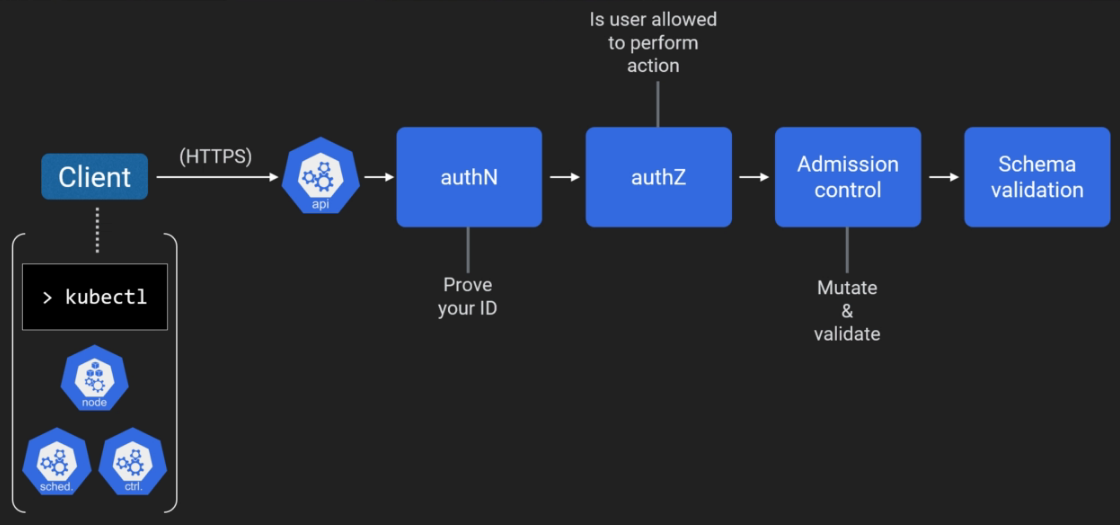 Is user allowed
to perform
action
Client
(HTTPS)
api
authN
authZ
Admission
control
Schema
validation
Prove
your ID
Mutate
&
validate
> kubectl
node
sched.
ctrl.